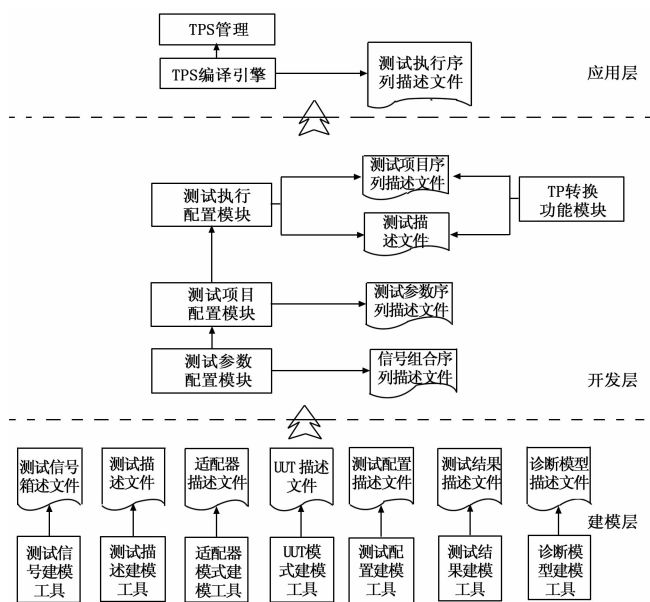 TPS管理
TPS编译引擎
测试执行序
列描述文件
应用层
测试项目序
列描述文件
测试执行
配置模块
TP转换
功能模块
测试描
述文件
测试项目
配置模块
测试参数序
列描述文件
测试参数
配置模块
信号组合序
列描述文件
开发层
测试信号
箱述文件
测试描
述文件
适配器
描述文件
UUT 描述
文件
测试配置
描述文件
测试结果
描述文件
诊断模型
描述文件
建模层
测试信
号建模
工具
测试描
述建模
工具
适配器
模式建
模工具
UUT模
式建模
工具
测试配
置建模
工具
测试结
果建模
工具
诊断模
型建模
工具